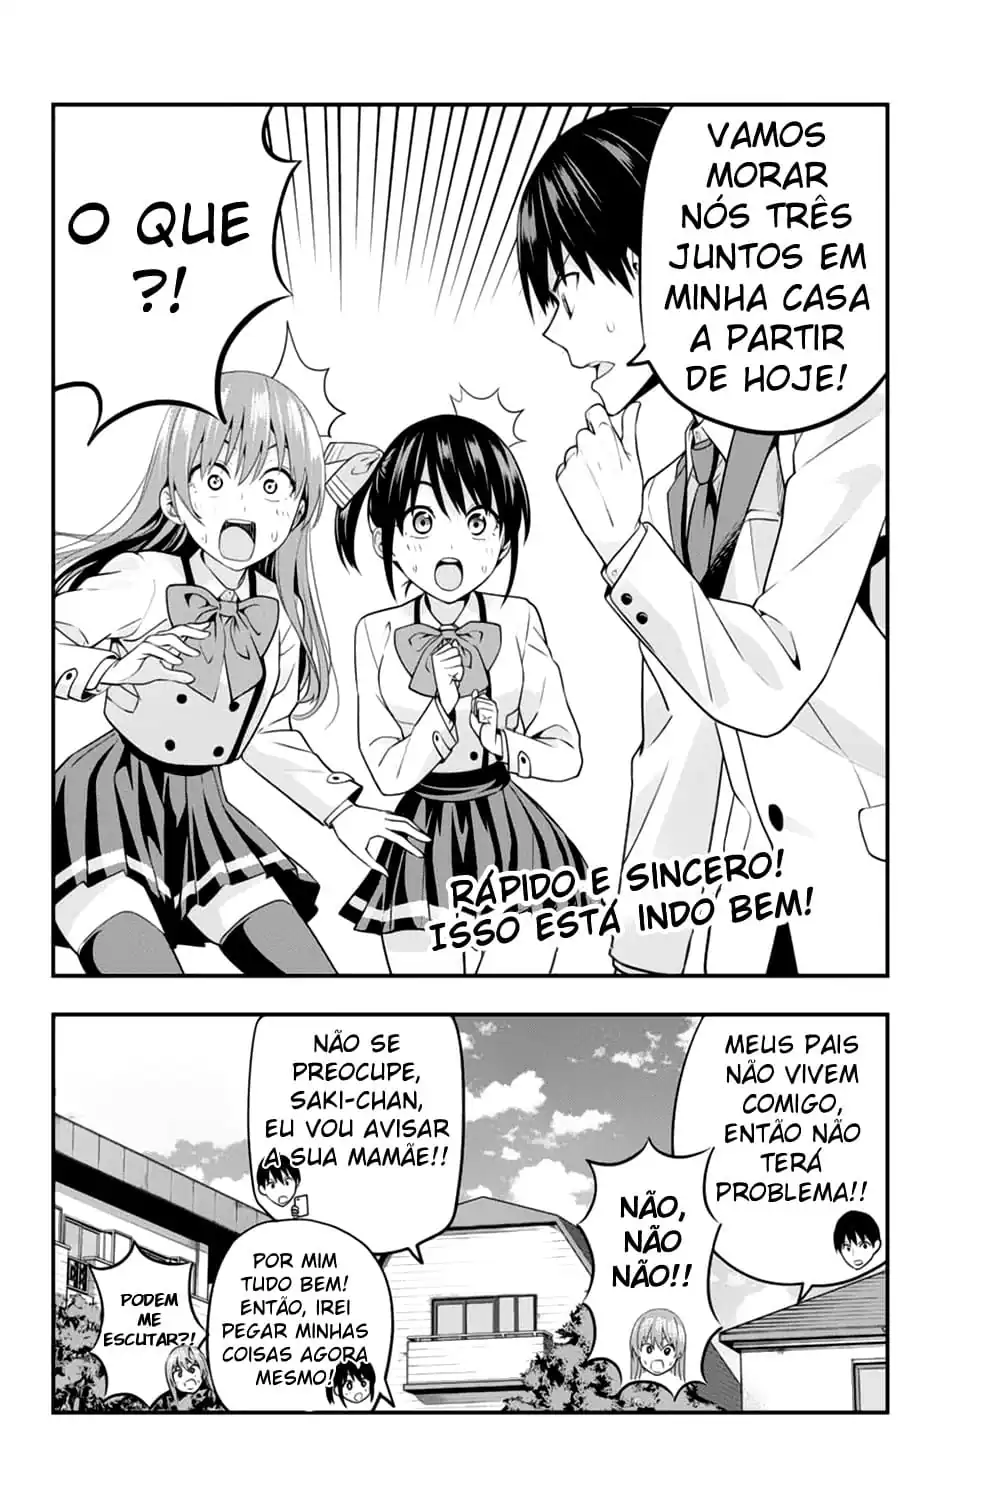 VAMOS
MORAR
NÓS TRÊS
JUNTOS EM
MINHA CASA
A PARTIR
DE HOJE!
O QUE
?!
RÁPIDO E SINCERO!
ISSO ESTÁ INDO BEM!
MEUS PAIS
NÃO VIVEM
COMIGO,
ENTÃO NÃO
TERÁ
PROBLEMA!!
NÃO,
NÃO
NÃO!!
NÃO SE
PREOCUPE,
SAKI-CHAN,
EU VOU AVISAR
A SUA MAMÃE!!
POR MIM
TUDO BEM!
ENTÃO, IREI
PEGAR MINHAS
COISAS AGORA
MESMO!
PODEM
ME
ESCUTAR?!